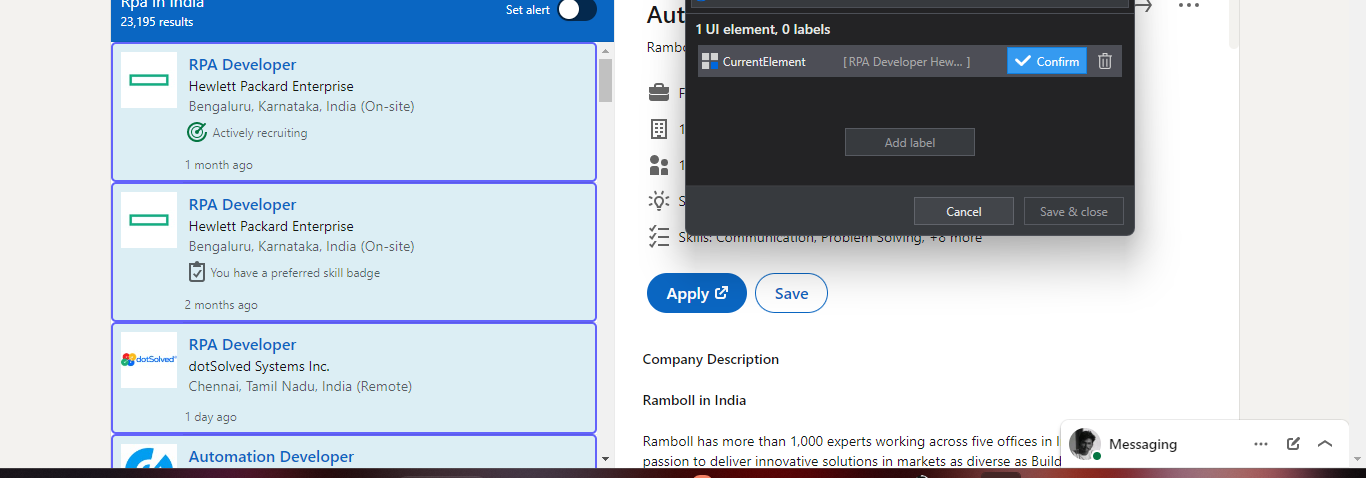 Rpa in India
23,195 results
Set alert
RPA Developer
Hewlett Packard Enterprise
Bengaluru, Karnataka, India (On-site)
Actively recruiting
1 month ago
RPA Developer
Hewlett Packard Enterprise
Bengaluru, Karnataka, India (On-site)
You have a preferred skill badge
2 months ago
dotSolved
RPA Developer
dotSolved Systems Inc.
Chennai, Tamil Nadu, India (Remote)
1 day ago
Automation Developer
Aut
Ramb
F
1
1
S
Skills: Communication, Problem Solving, +8 more
1 UI element, 0 labels
CurrentElement [ RPA Developer Hew... ] Confirm
Add label
Cancel Save & close
Apply Save
Company Description
Ramboll in India
Ramboll has more than 1,000 experts working across five offices in I
passion to deliver innovative solutions in markets as diverse as Build
Messaging